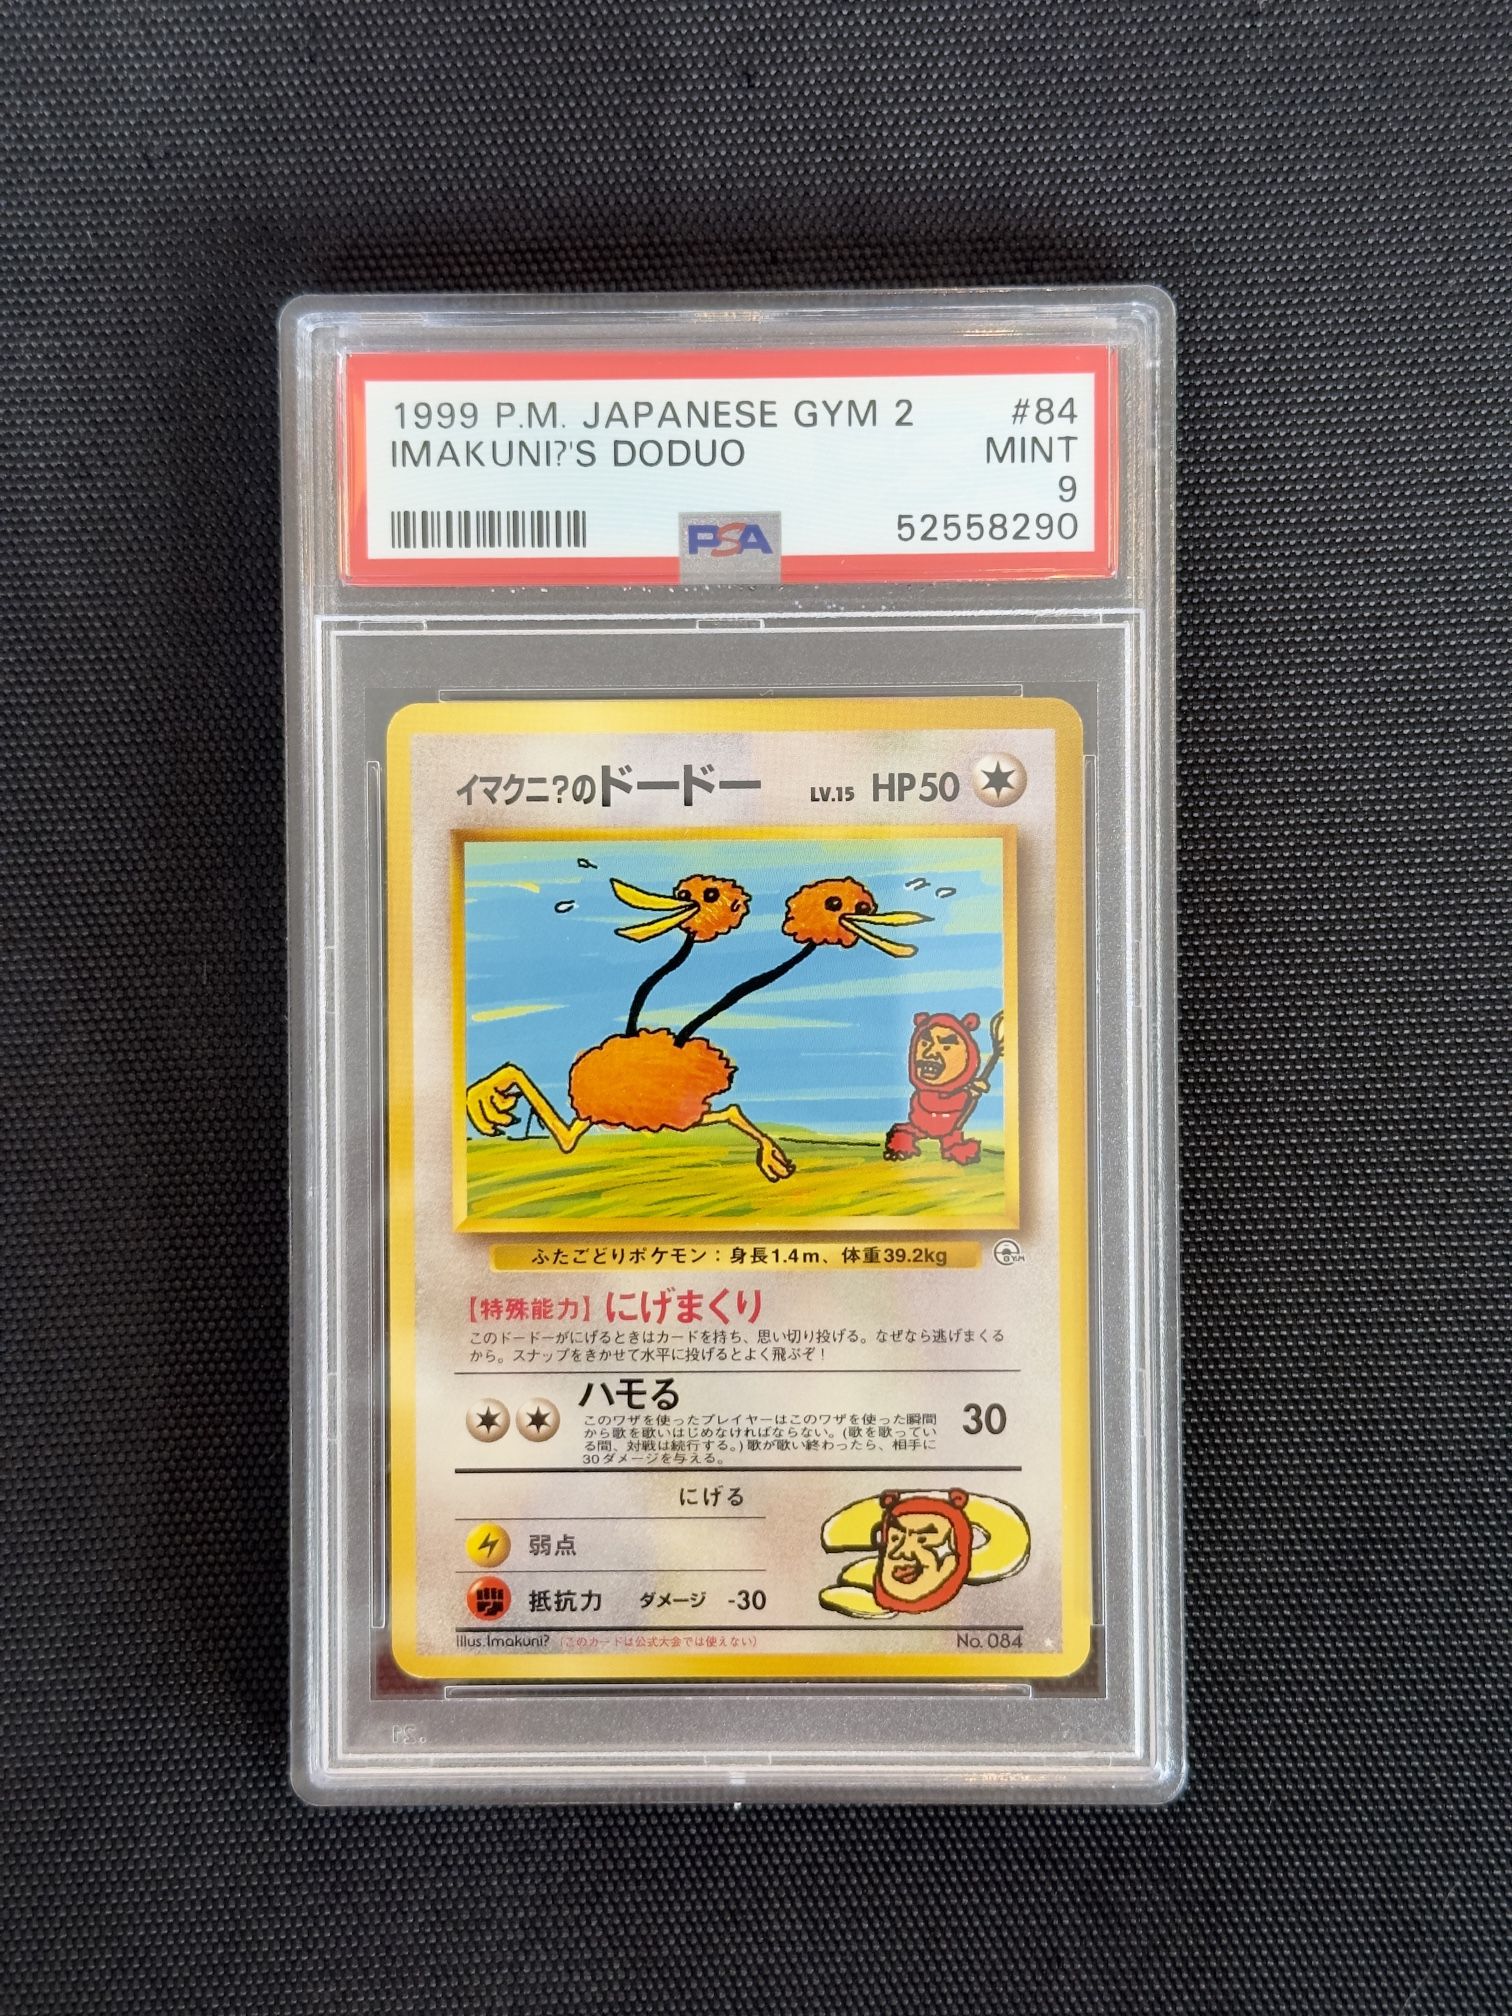 1999 P.M. JAPANESE GYM 2 #84
IMAKUNI?'S DODUO MINT
9
52558290
PSA
イマクニ?のドードー LV.15 HP50
ふたごどりポケモン：身長1.4m、体重39.2kg
GYM
【特殊能力】にげまくり
このドードーがにげるときはカードを持ち、思い切り投げる。なぜなら逃げまくる
から。スナップをきかせて水平に投げるとよく飛ぶぞ！
ハモる
このワザを使ったプレイヤーはこのワザを使った瞬間
から歌を歌いはじめなければならない。(歌を歌ってい
る間、対戦は続行する。)歌が歌い終わったら、相手に
30ダメージを与える。
30
にげる
弱点
抵抗力 ダメージ -30
Illus.Imakuni? (このカードは公式大会では使えない) No. 084